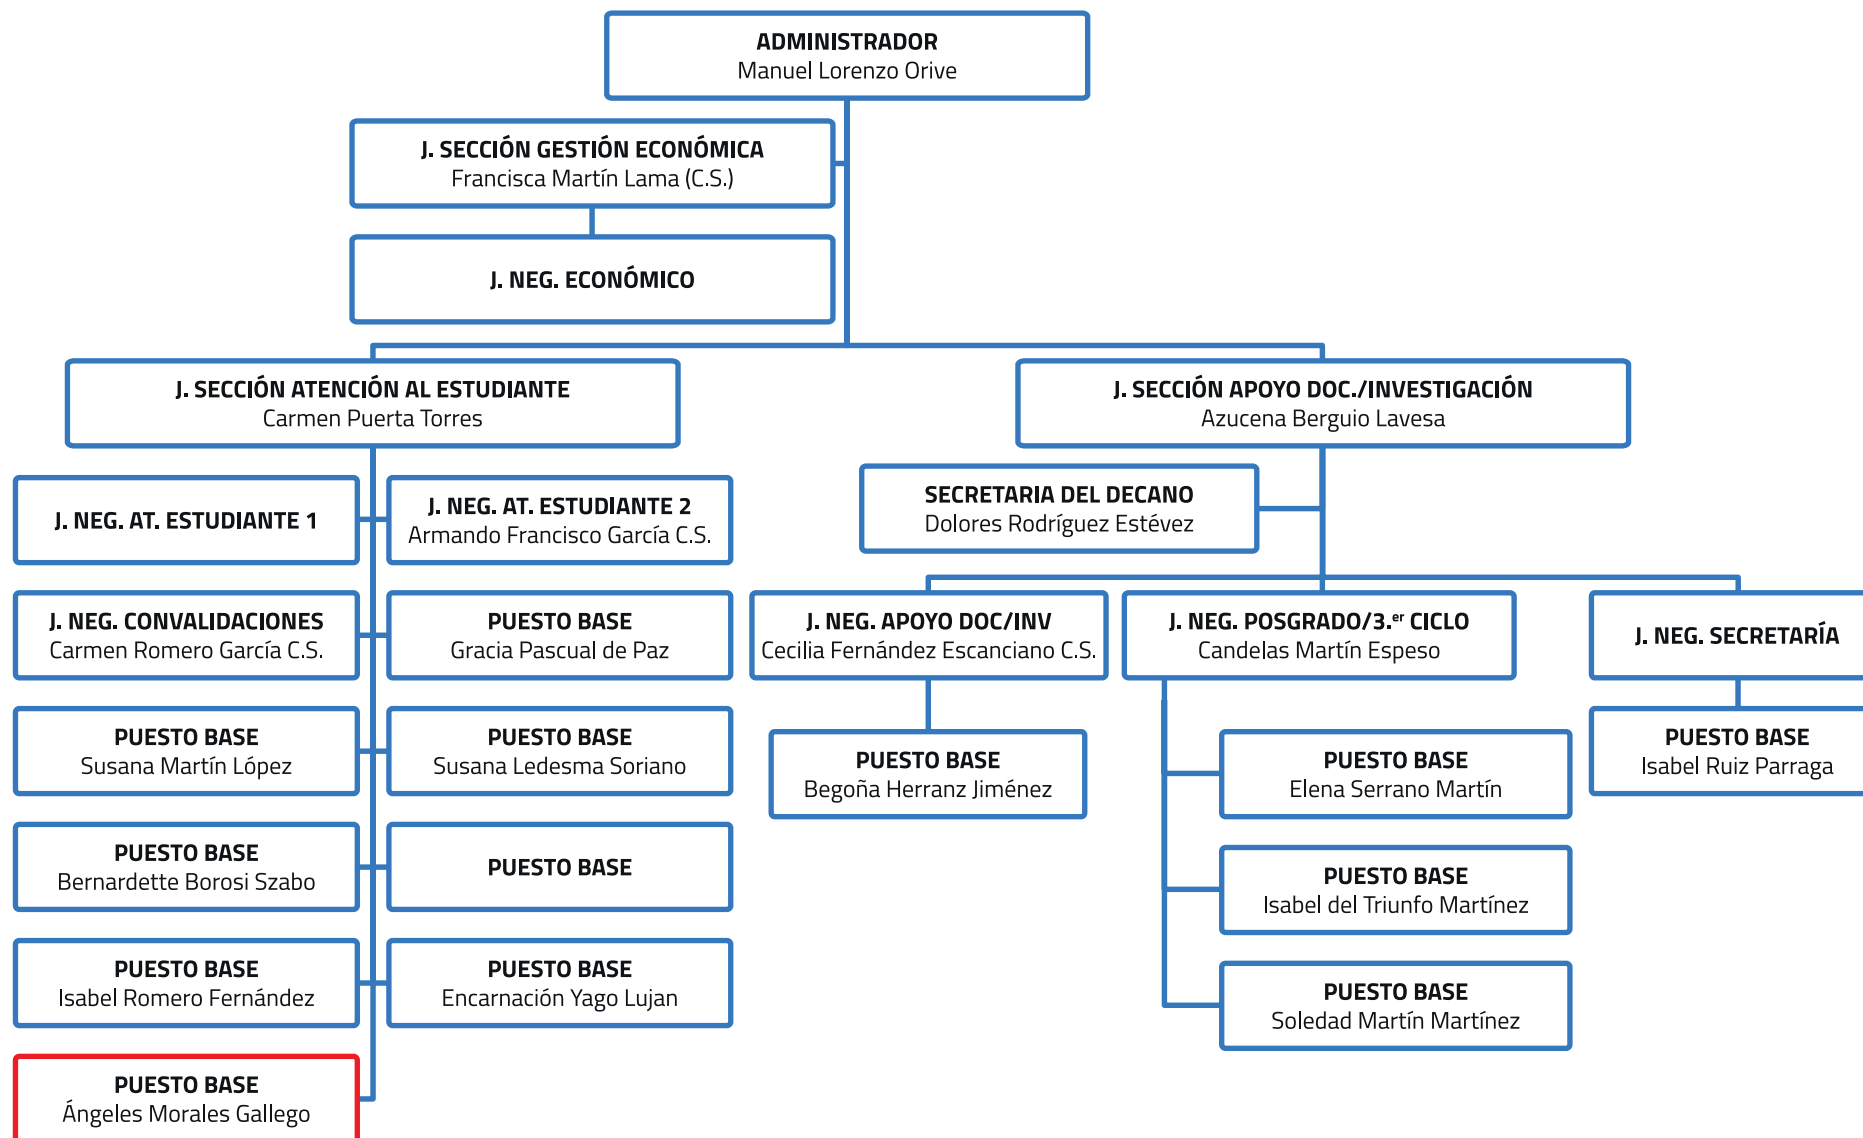 ADMINISTRADOR
Manuel Lorenzo Orive
J. SECCIÓN GESTIÓN ECONÓMICA
Francisca Martín Lama (C.S.)
J. NEG. ECONÓMICO
J. SECCIÓN ATENCIÓN AL ESTUDIANTE
Carmen Puerta Torres
J. NEG. AT. ESTUDIANTE 1
J. NEG. AT. ESTUDIANTE 2
Armando Francisco García C.S.
J. NEG. CONVALIDACIONES
Carmen Romero García C.S.
PUESTO BASE
Gracia Pascual de Paz
PUESTO BASE
Susana Martín López
PUESTO BASE
Susana Ledesma Soriano
PUESTO BASE
Bernardette Borosi Szabo
PUESTO BASE
PUESTO BASE
Isabel Romero Fernández
PUESTO BASE
Encarnación Yago Lujan
PUESTO BASE
Ángeles Morales Gallego
J. SECCIÓN APOYO DOC./INVESTIGACIÓN
Azucena Berguio Lavesa
SECRETARIA DEL DECANO
Dolores Rodríguez Estévez
J. NEG. APOYO DOC/INV
Cecilia Fernández Escanciano C.S.
PUESTO BASE
Begoña Herranz Jiménez
J. NEG. POSGRADO/3.er CICLO
Candelas Martín Espeso
PUESTO BASE
Elena Serrano Martín
PUESTO BASE
Isabel del Triunfo Martínez
PUESTO BASE
Soledad Martín Martínez
J. NEG. SECRETARÍA
PUESTO BASE
Isabel Ruiz Parraga